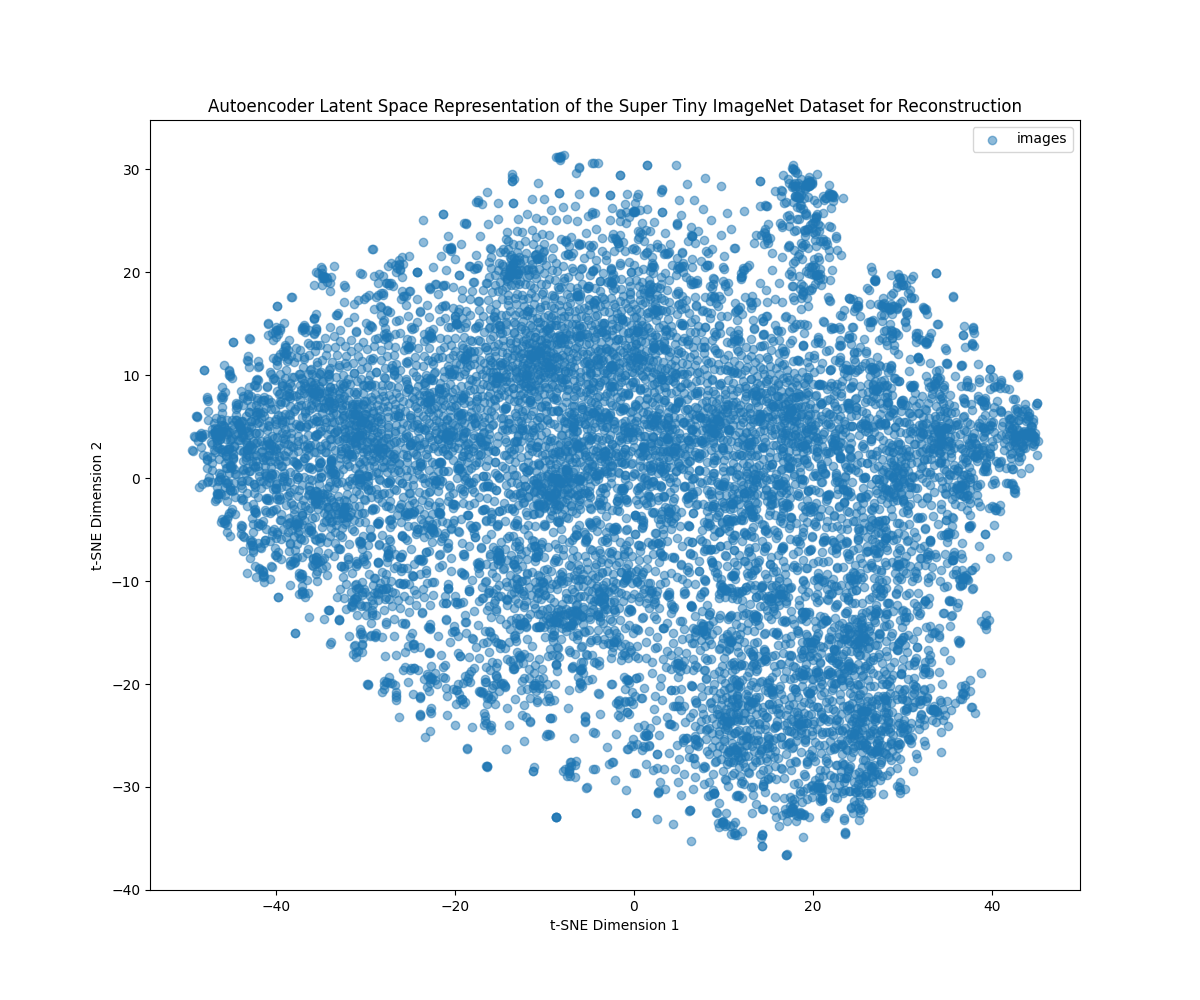 Autoencoder Latent Space Representation of the Super Tiny ImageNet Dataset for Reconstruction
images
30
20
10
0
−10
−20
−30
−40
t-SNE Dimension 2
−40 −20 0 20 40
t-SNE Dimension 1